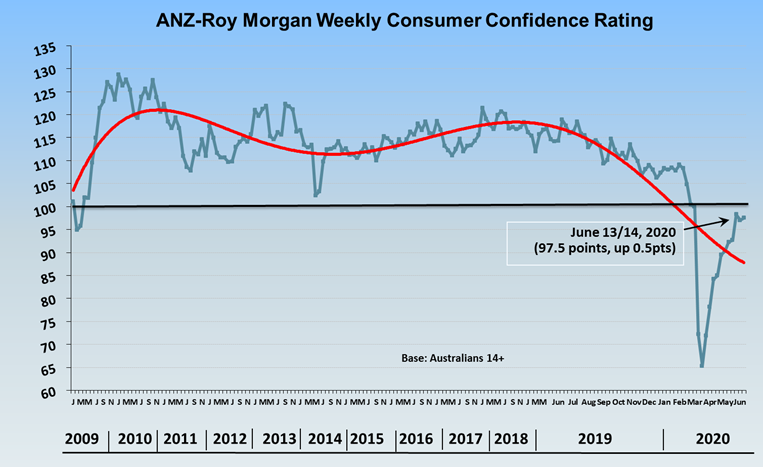 ANZ-Roy Morgan Weekly Consumer Confidence Rating
135
130
125
120
115
110
105
100
95
90
85
80
75
70
65
60
June 13/14, 2020
(97.5 points, up 0.5pts)
Base: Australians 14+
J MM J S N J MM J S N J MM J S N J MM J S N J MM J S N J MM J S N J MM J S N J MM J S N J MM J S N J MM J S N J MM Jun Jul Aug Sep Oct Nov Dec Jan Feb Mar Apr May Jun
2009 2010 2011 2012 2013 2014 2015 2016 2017 2018 2019 2020